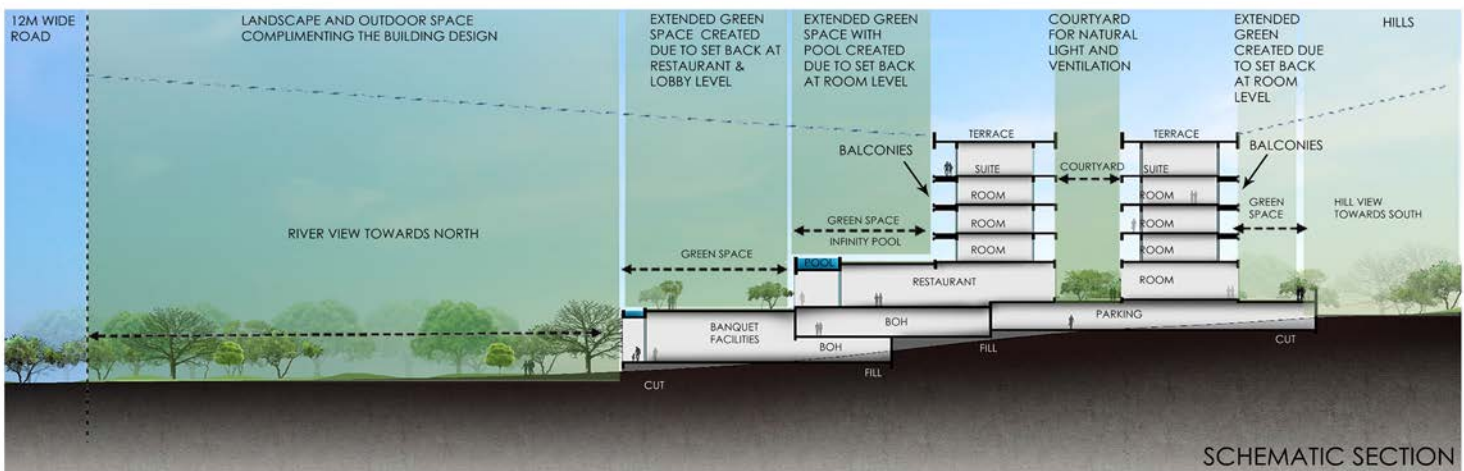 12M WIDE
ROAD
LANDSCAPE AND OUTDOOR SPACE
COMPLIMENTING THE BUILDING DESIGN
EXTENDED GREEN
SPACE CREATED
DUE TO SET BACK AT
RESTAURANT &
LOBBY LEVEL
EXTENDED GREEN
SPACE WITH
POOL CREATED
DUE TO SET BACK
AT ROOM LEVEL
COURTYARD
FOR NATURAL
LIGHT AND
VENTILATION
EXTENDED
GREEN
CREATED DUE
TO SET BACK
AT ROOM
LEVEL
HILLS
TERRACE
TERRACE
BALCONIES
BALCONIES
SUITE
COURTYARD
SUITE
ROOM
ROOM
ROOM
ROOM
ROOM
ROOM
GREEN
SPACE
HILL VIEW
TOWARDS SOUTH
RIVER VIEW TOWARDS NORTH
GREEN SPACE
INFINITY POOL
GREEN SPACE
POOL
RESTAURANT
ROOM
BANQUET
FACILITIES
BOH
PARKING
BOH
FILL
CUT
FILL
CUT
SCHEMATIC SECTION